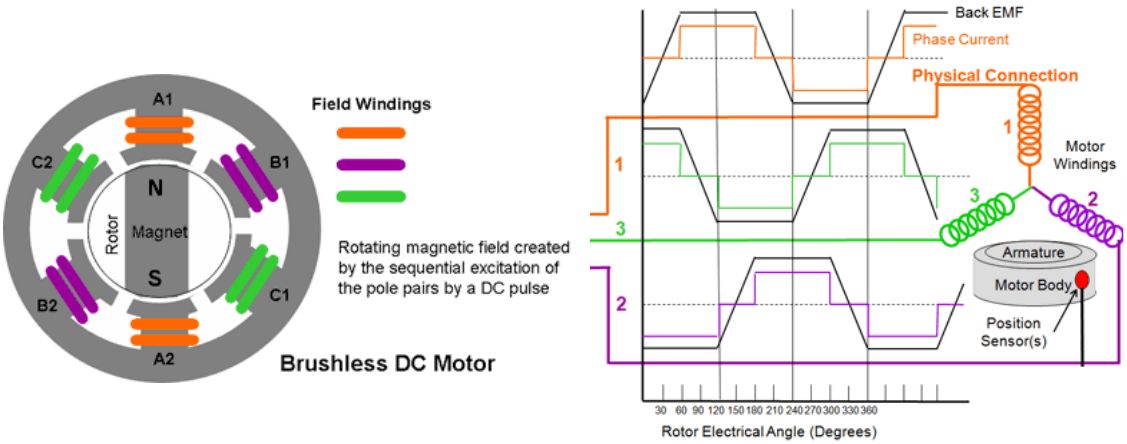 A1
B1
C1
A2
B2
C2
N
Rotor
Magnet
S
Field Windings
Rotating magnetic field created
by the sequential excitation of
the pole pairs by a DC pulse
Brushless DC Motor
Back EMF
Phase Current
Physical Connection
1
1
Motor
Windings
3
2
3
2
Armature
Motor Body
Position
Sensor(s)
30 60 90 120 150 180 210 240 270 300 330 360
Rotor Electrical Angle (Degrees)